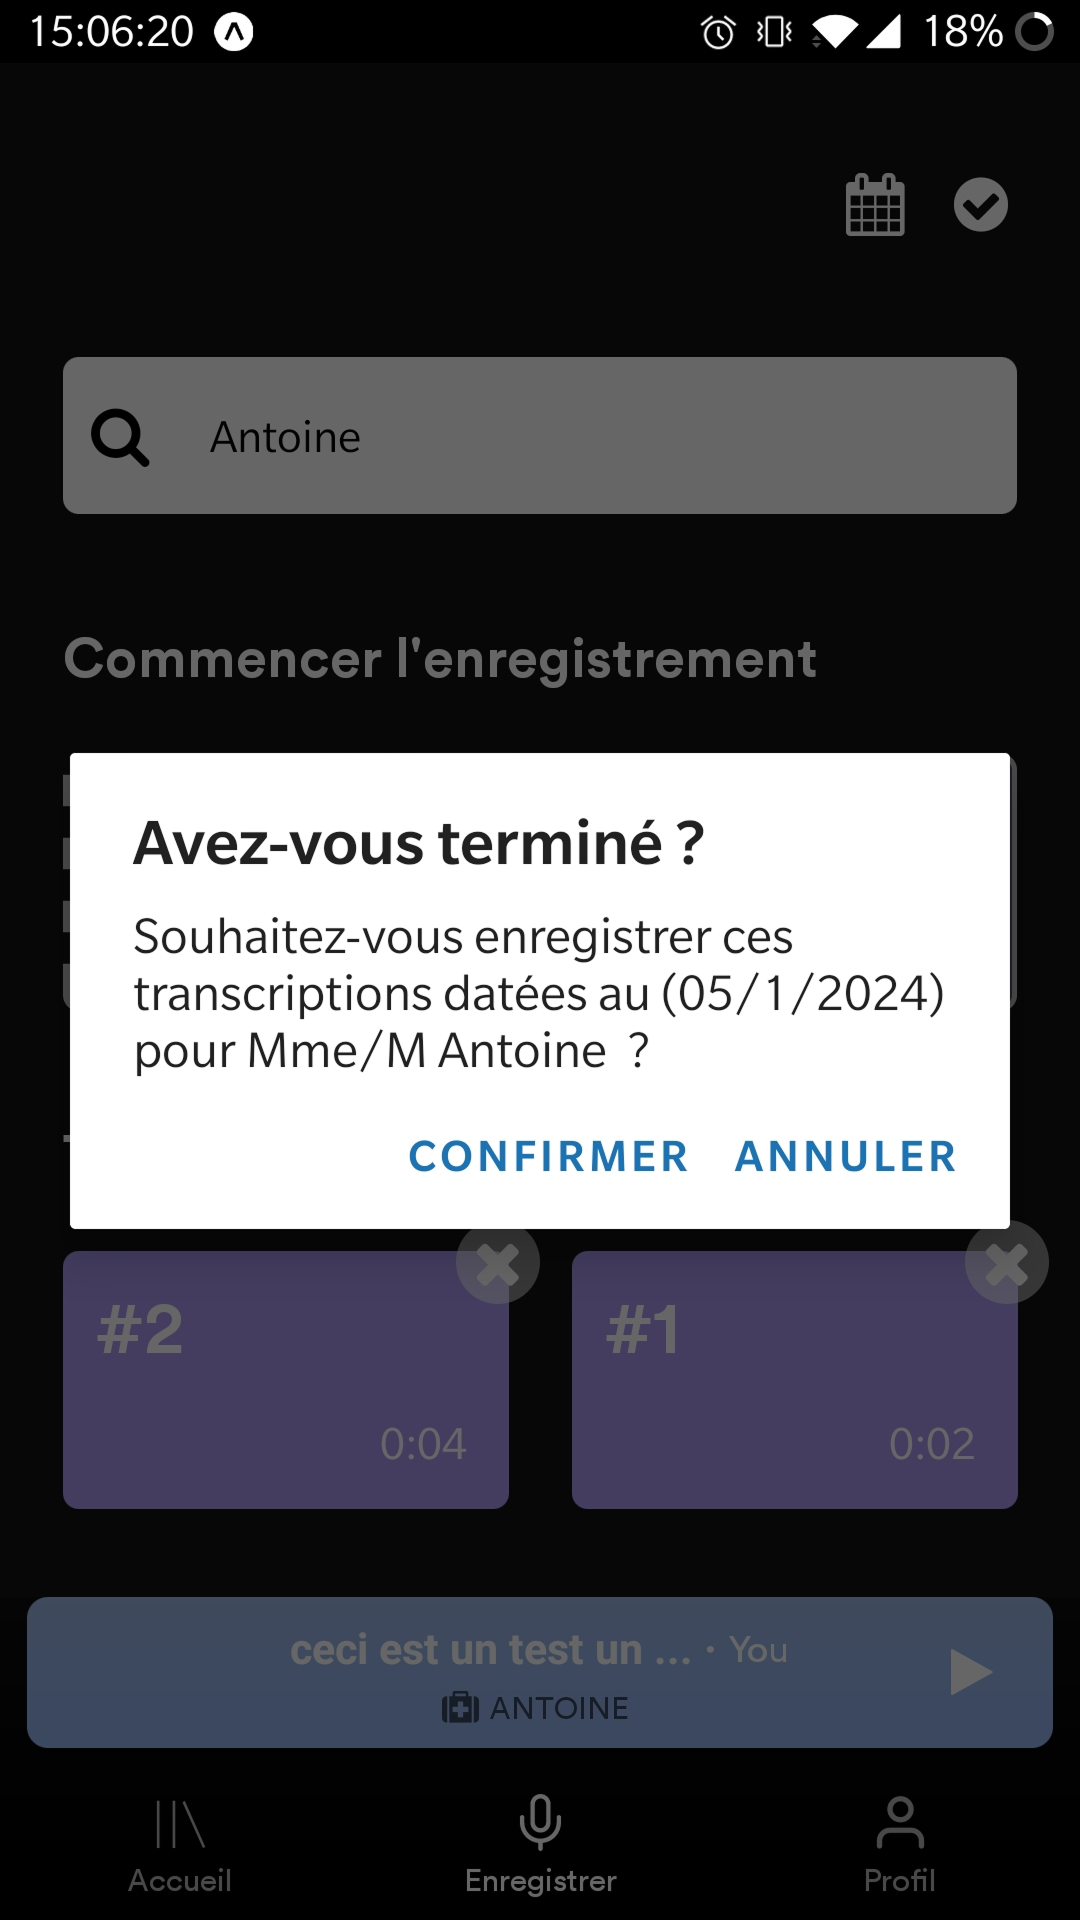 15:06:20 18%
Antoine
Commencer l'enregistrement
Avez-vous terminé ?
Souhaitez-vous enregistrer ces
transcriptions datées au (05/1/2024)
pour Mme/M Antoine  ?
CONFIRMER ANNULER
#2
0:04
#1
0:02
ceci est un test un ... · You
ANTOINE
Accueil
Enregistrer
Profil